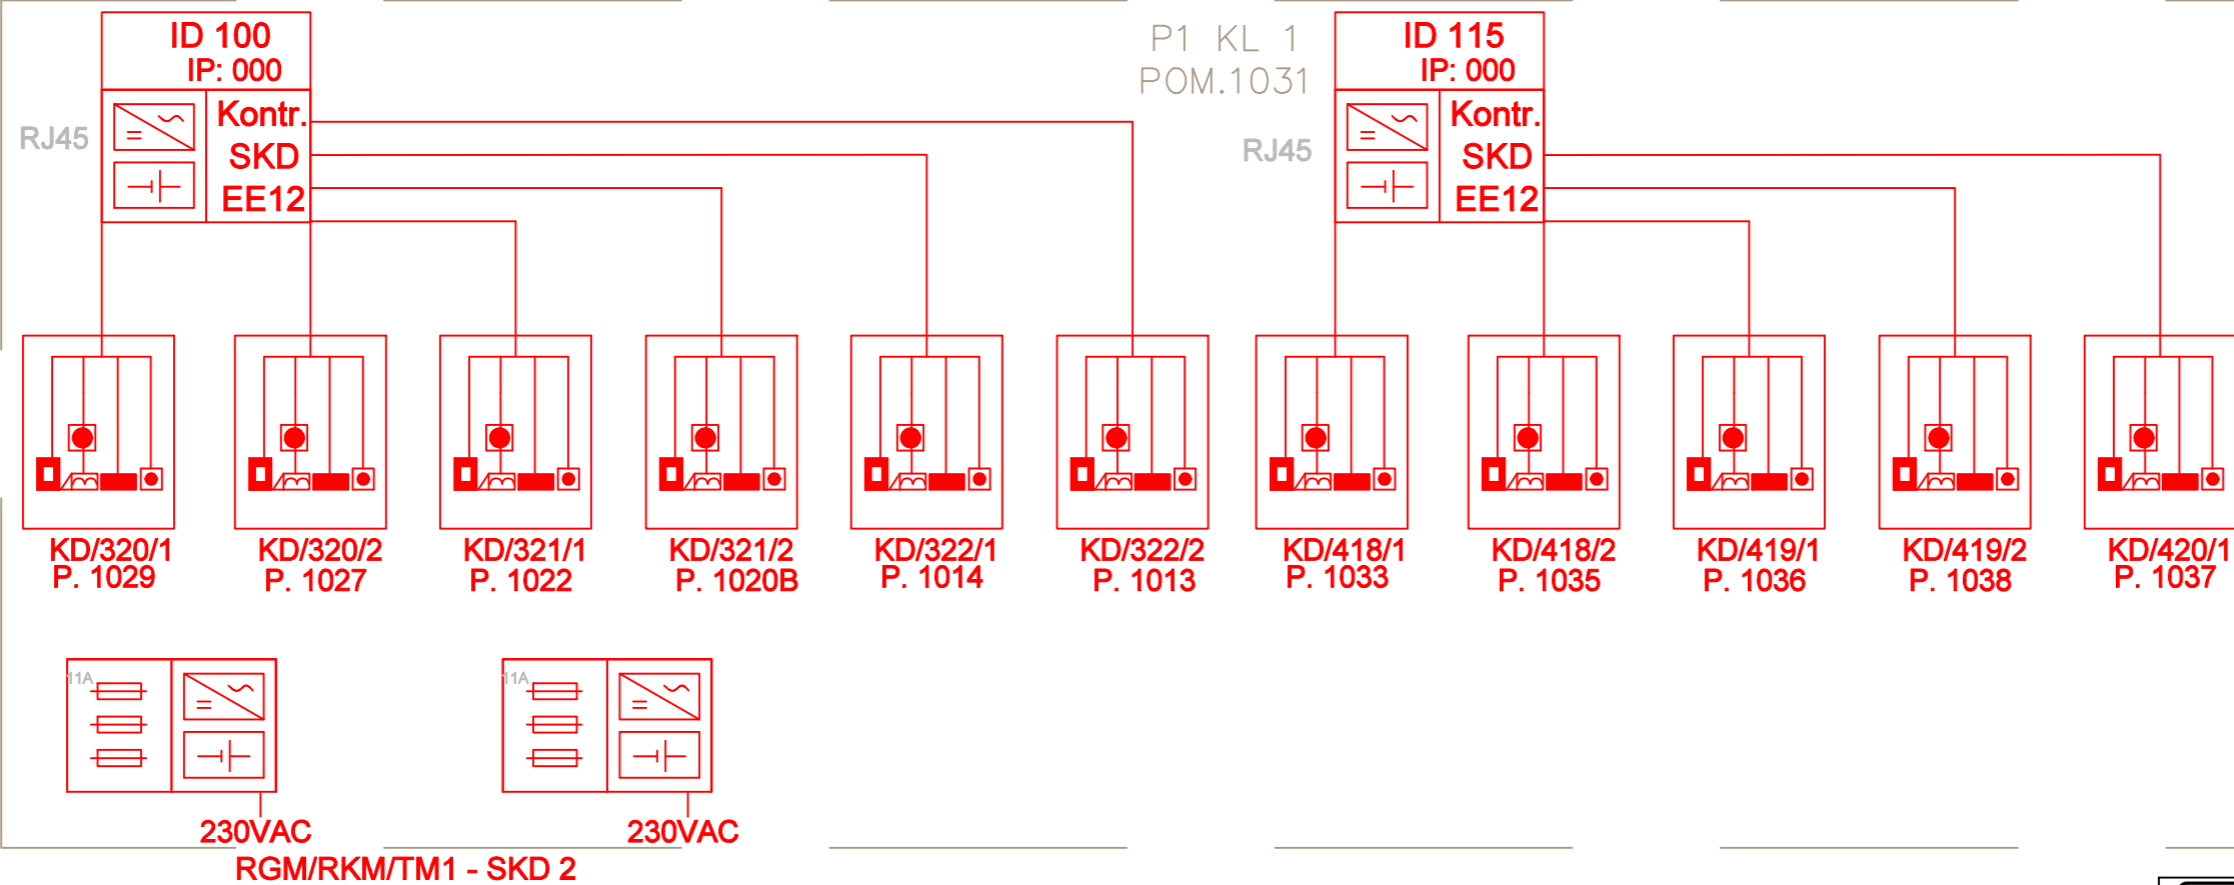 ID 100
IP: 000
RJ45
Kontr.
SKD
EE12
P1 KL 1
POM.1031
ID 115
IP: 000
RJ45
Kontr.
SKD
EE12
KD/320/1
P. 1029
KD/320/2
P. 1027
KD/321/1
P. 1022
KD/321/2
P. 1020B
KD/322/1
P. 1014
KD/322/2
P. 1013
KD/418/1
P. 1033
KD/418/2
P. 1035
KD/419/1
P. 1036
KD/419/2
P. 1038
KD/420/1
P. 1037
11A
230VAC
11A
230VAC
RGM/RKM/TM1 - SKD 2